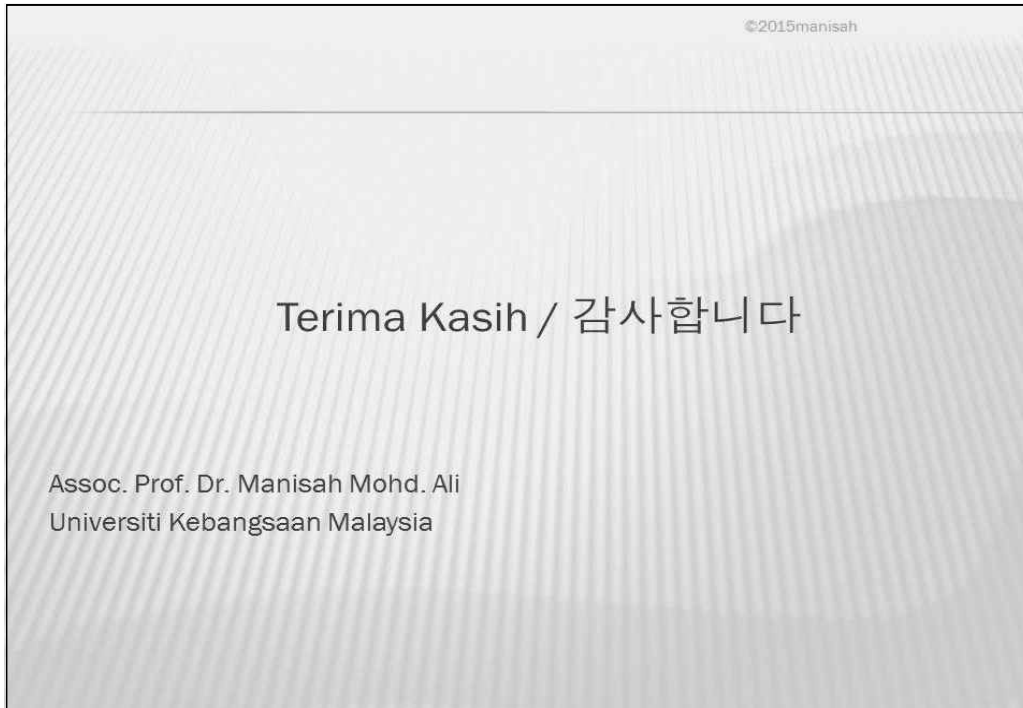 ©2015manisah
Terima Kasih / 감사합니다
Assoc. Prof. Dr. Manisah Mohd. Ali
Universiti Kebangsaan Malaysia